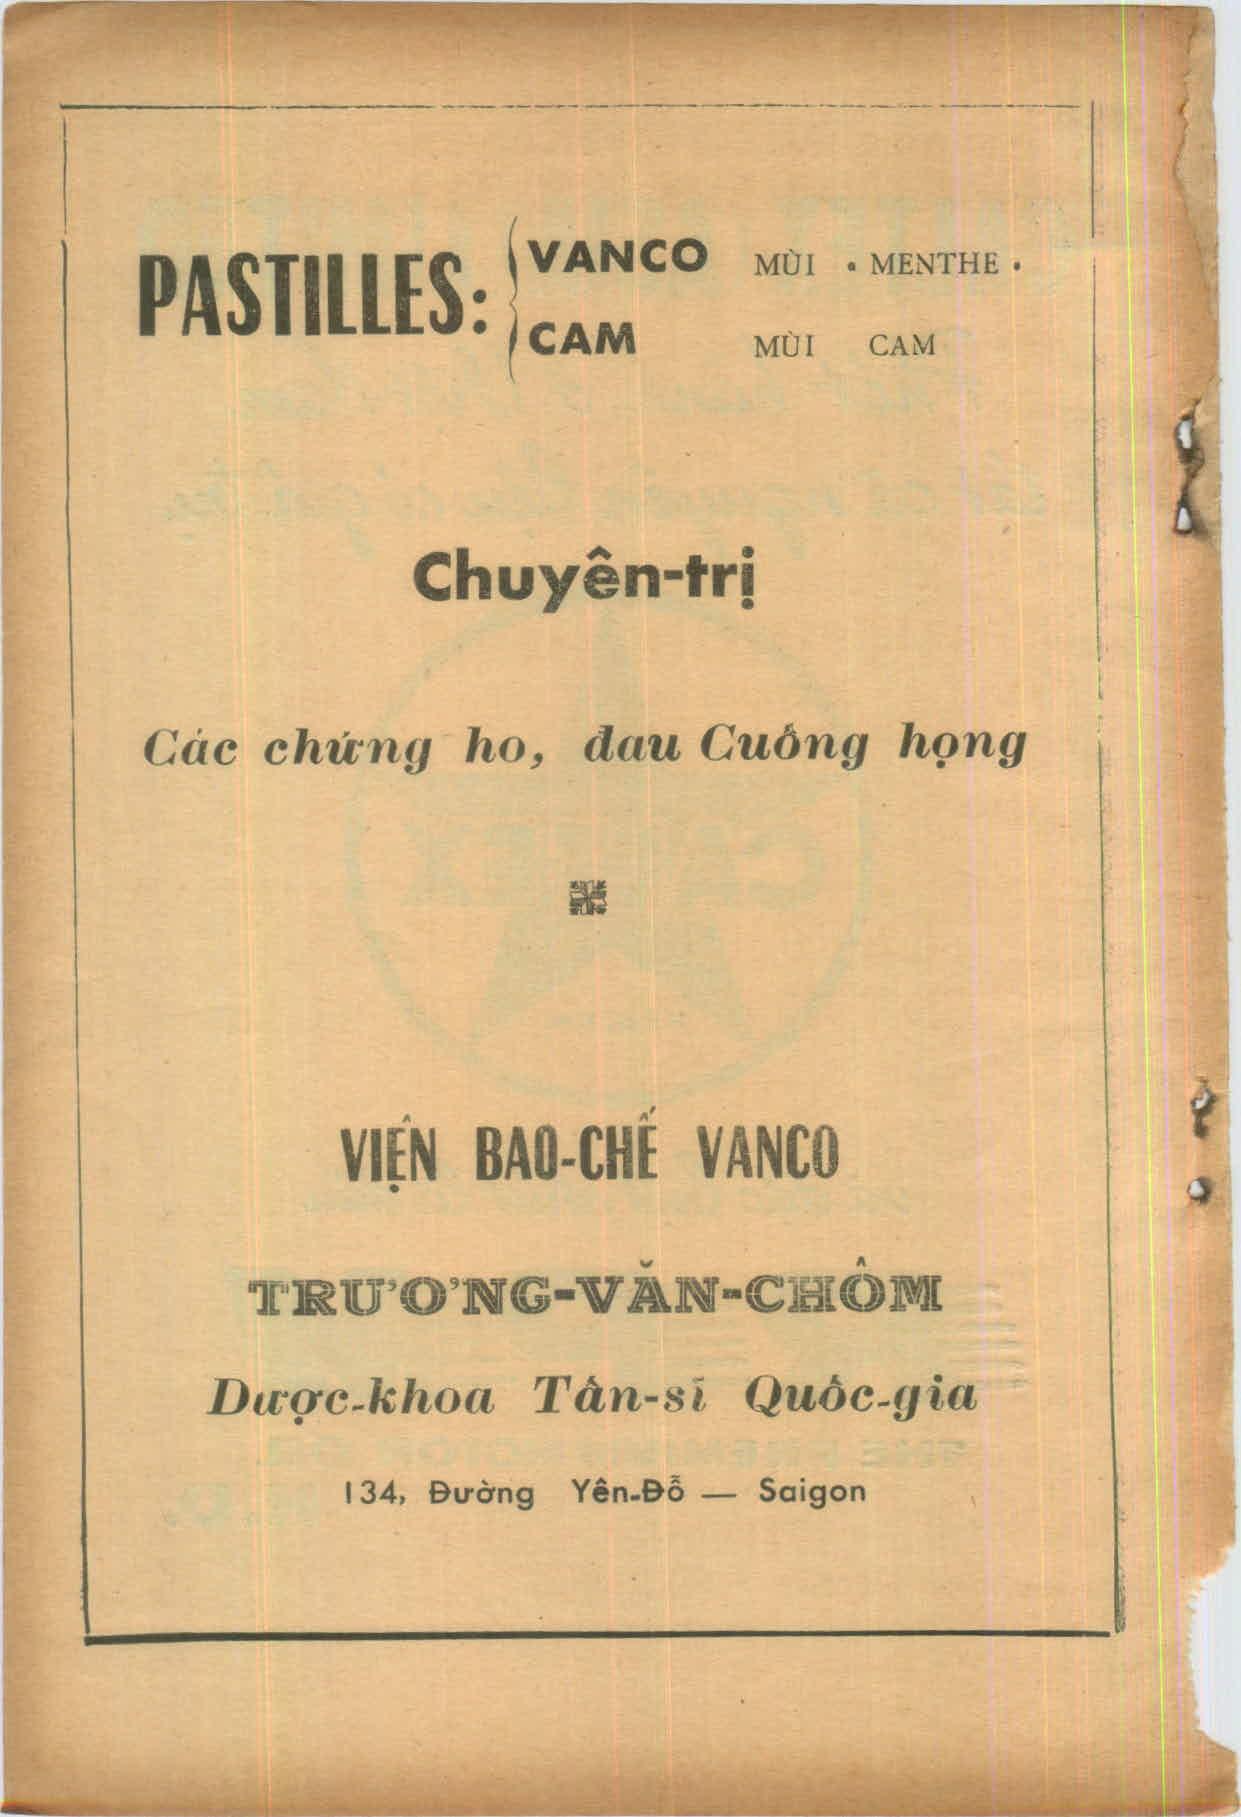 PASTILLES: VANCO MÙI • MENTHE •
CAM MÙI CAM
Chuyên-trị
Các chứng ho, đau Cuống họng
VIỆN BAO-CHẾ VANCO
TRƯƠNG-VĂN-CHÔM
Dược-khoa Tấn-sĩ Quốc-gia
134, Đường Yên-Đỗ — Saigon